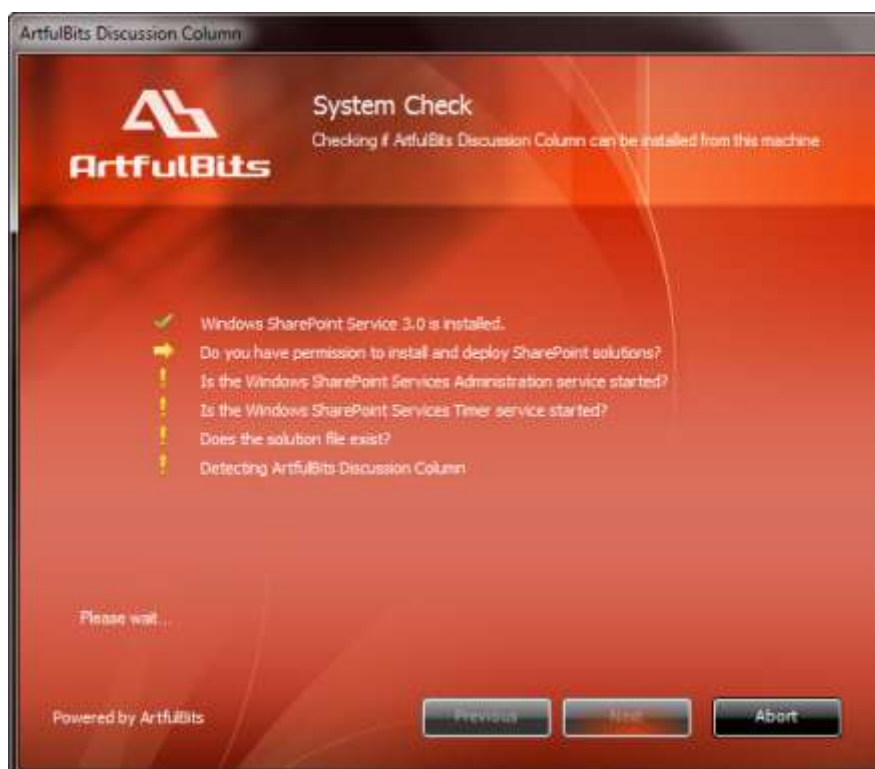 ArtfulBits Discussion Column
ArtfulBits
System Check
Checking if ArtfulBits Discussion Column can be installed from this machine
Windows SharePoint Service 3.0 is installed.
Do you have permission to install and deploy SharePoint solutions?
Is the Windows SharePoint Services Administration service started?
Is the Windows SharePoint Services Timer service started?
Does the solution file exist?
Detecting ArtfulBits Discussion Column
Please wait...
Powered by ArtfulBits
Previous
Next
Abort